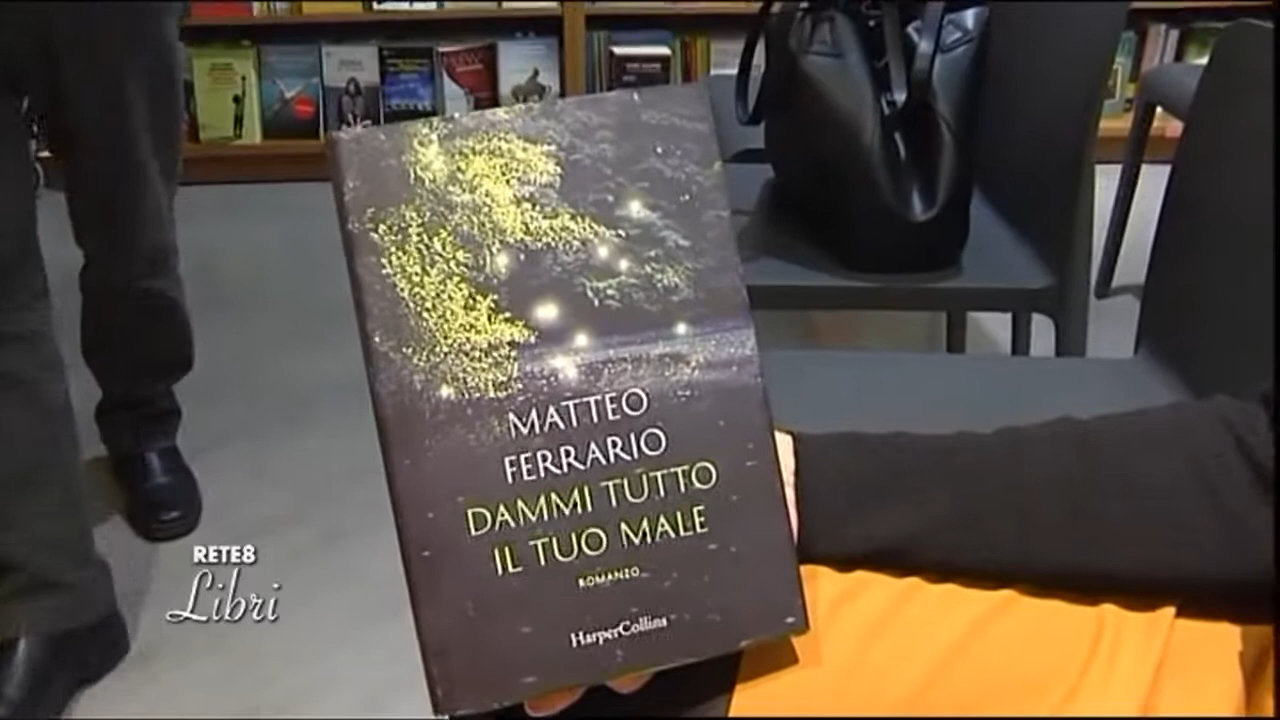 MATTEO
FERRARIO
DAMMI TUTTO
IL TUO MALE
ROMANZO
HarperCollins
RETE8
Libri